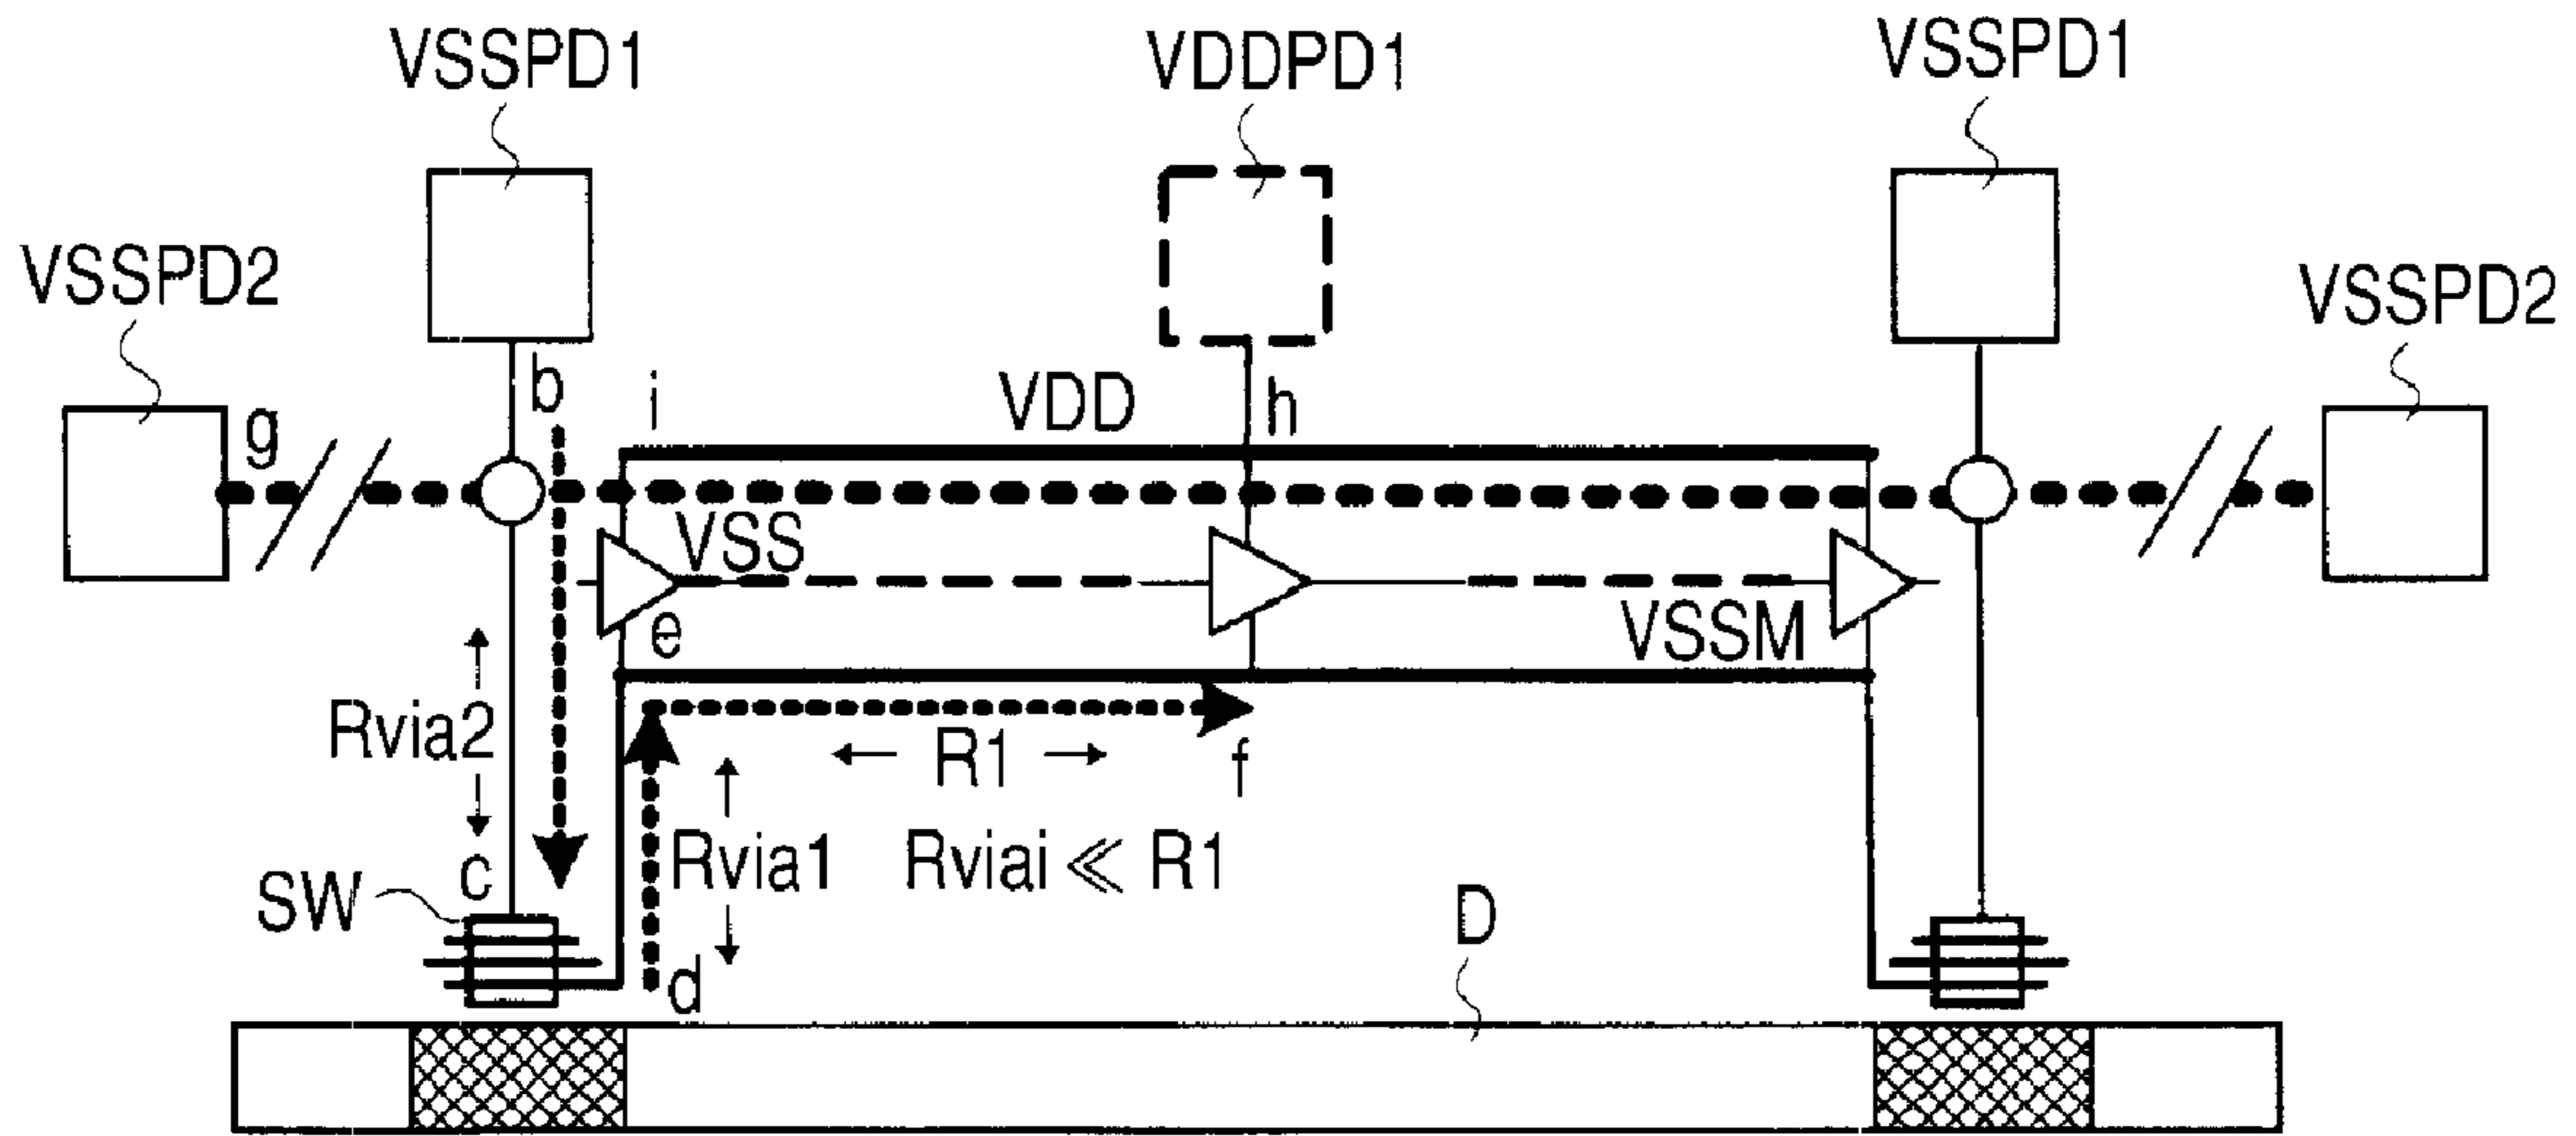 VSSPD1
VDDPD1
VSSPD1
VSSPD2
VSSPD2
b
i
VDD
h
g
VSS
e
VSSM
Rvia2
R1
f
c
Rvia1
Rviai ≪ R1
SW
D
d